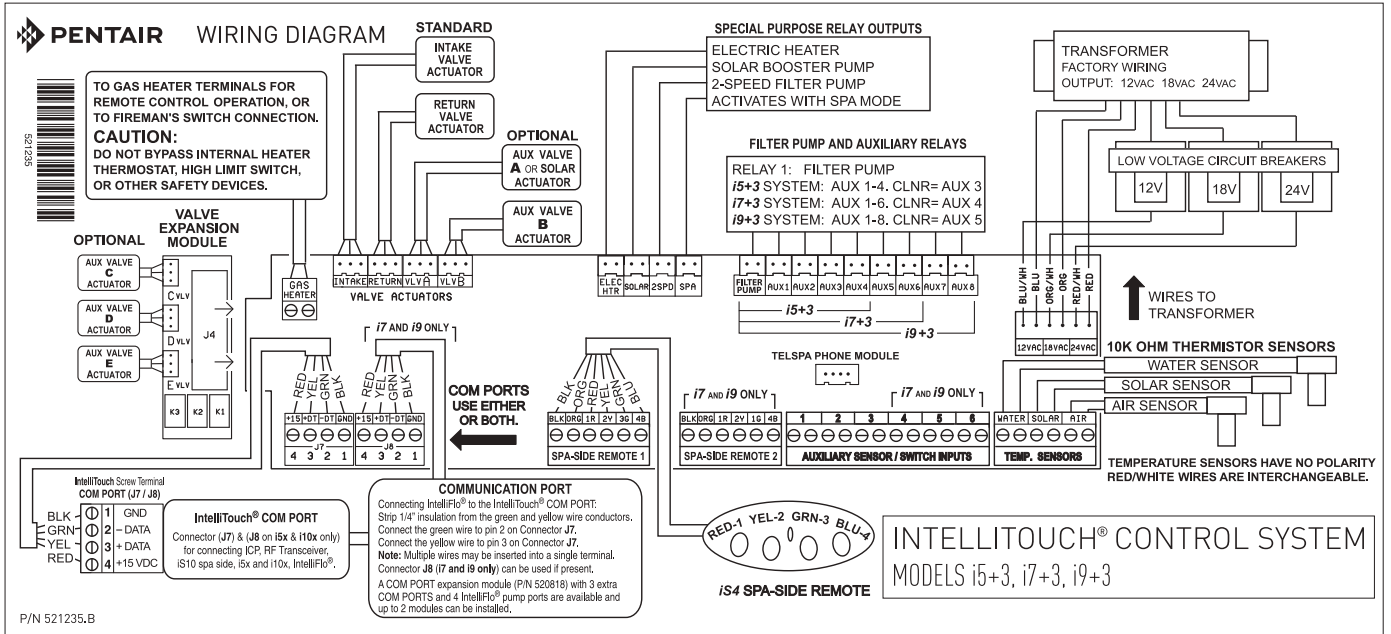 PENTAIR WIRING DIAGRAM
521235
TO GAS HEATER TERMINALS FOR
REMOTE CONTROL OPERATION, OR
TO FIREMAN'S SWITCH CONNECTION.
CAUTION:
DO NOT BYPASS INTERNAL HEATER
THERMOSTAT, HIGH LIMIT SWITCH,
OR OTHER SAFETY DEVICES.
STANDARD
INTAKE
VALVE
ACTUATOR
RETURN
VALVE
ACTUATOR
OPTIONAL
AUX VALVE
A OR SOLAR
ACTUATOR
AUX VALVE
B
ACTUATOR
SPECIAL PURPOSE RELAY OUTPUTS
ELECTRIC HEATER
SOLAR BOOSTER PUMP
2-SPEED FILTER PUMP
ACTIVATES WITH SPA MODE
FILTER PUMP AND AUXILIARY RELAYS
RELAY 1: FILTER PUMP
i5+3 SYSTEM: AUX 1-4. CLNR= AUX 3
i7+3 SYSTEM: AUX 1-6. CLNR= AUX 4
i9+3 SYSTEM: AUX 1-8. CLNR= AUX 5
TRANSFORMER
FACTORY WIRING
OUTPUT: 12VAC 18VAC 24VAC
LOW VOLTAGE CIRCUIT BREAKERS
12V 18V 24V
BLU/WH
BLU
ORG/WH
ORG
RED/WH
RED
WIRES TO
TRANSFORMER
12VAC 18VAC 24VAC
VALVE
EXPANSION
MODULE
OPTIONAL
AUX VALVE
C
ACTUATOR
C VLV
AUX VALVE
D
ACTUATOR
D VLV
AUX VALVE
E
ACTUATOR
E VLV
J4
K3 K2 K1
GAS
HEATER
INTAKE RETURN VLVA VLVB
VALVE ACTUATORS
ELEC
HTR
SOLAR 2SPD SPA
FILTER
PUMP
AUX1 AUX2 AUX3 AUX4 AUX5 AUX6 AUX7 AUX8
i5+3
i7+3
i9+3
TELSPA PHONE MODULE
10K OHM THERMISTOR SENSORS
WATER SENSOR
SOLAR SENSOR
AIR SENSOR
TEMPERATURE SENSORS HAVE NO POLARITY
RED/WHITE WIRES ARE INTERCHANGEABLE.
i7 AND i9 ONLY
RED YEL GRN BLK
+15 +DT -DT GND
J7
4 3 2 1
RED YEL GRN BLK
+15 +DT -DT GND
J8
4 3 2 1
COM PORTS
USE EITHER
OR BOTH.
BLK ORG RED YEL GRN BLU
BLK ORG 1R 2Y 3G 4B
SPA-SIDE REMOTE 1
i7 AND i9 ONLY
BLK ORG 1R 2Y 1G 4B
SPA-SIDE REMOTE 2
i7 AND i9 ONLY
1 2 3 4 5 6
AUXILIARY SENSOR / SWITCH INPUTS
WATER SOLAR AIR
TEMP. SENSORS
IntelliTouch Screw Terminal
COM PORT (J7 / J8)
BLK 1 GND
GRN 2 – DATA
YEL 3 + DATA
RED 4 +15 VDC
IntelliTouch® COM PORT
Connector (J7) & (J8 on i5x & i10x only)
for connecting ICP, RF Transceiver,
iS10 spa side, i5x and i10x, IntelliFlo®.
COMMUNICATION PORT
Connecting IntelliFlo® to the IntelliTouch® COM PORT:
Strip 1/4" insulation from the green and yellow wire conductors.
Connect the green wire to pin 2 on Connector J7.
Connect the yellow wire to pin 3 on Connector J7.
Note: Multiple wires may be inserted into a single terminal.
Connector J8 (i7 and i9 only) can be used if present.
A COM PORT expansion module (P/N 520818) with 3 extra
COM PORTS and 4 IntelliFlo® pump ports are available and
up to 2 modules can be installed.
RED-1 YEL-2 GRN-3 BLU-4
iS4 SPA-SIDE REMOTE
INTELLITOUCH® CONTROL SYSTEM
MODELS i5+3, i7+3, i9+3
P/N 521235.B